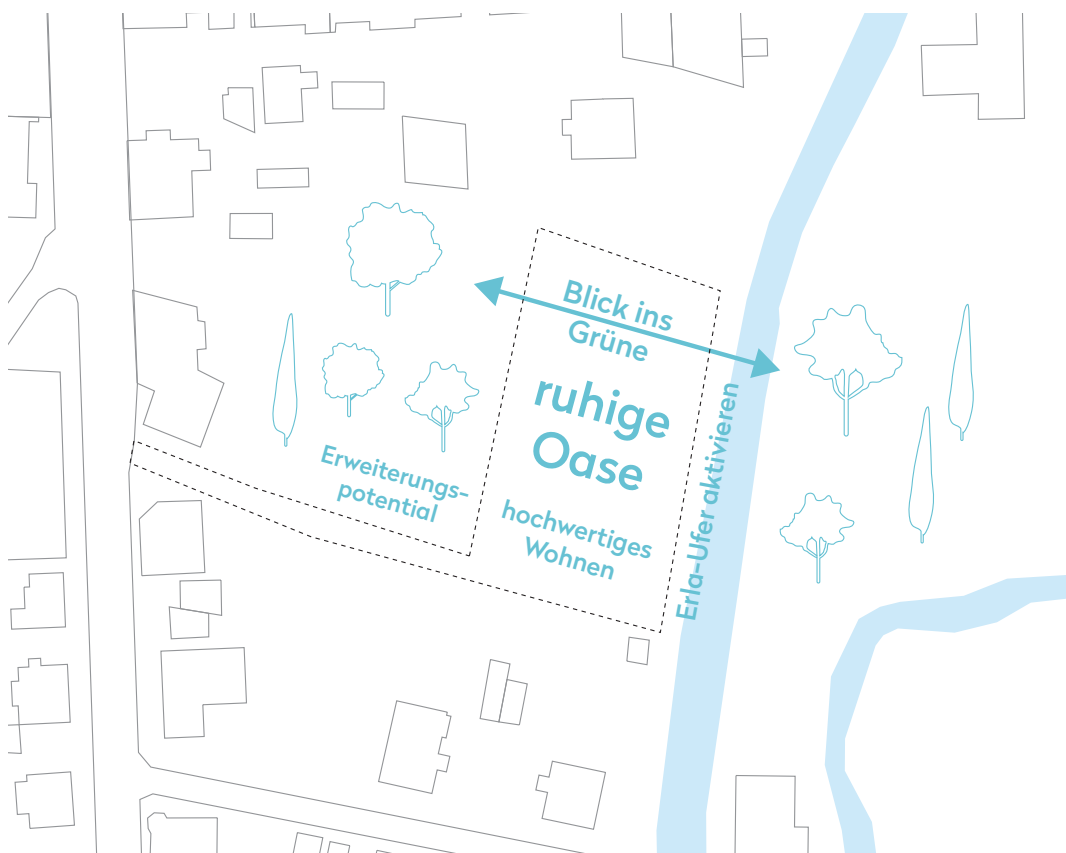 Blick ins
Grüne
ruhige
Oase
Erweiterungs-
potential
hochwertiges
Wohnen
Erla-Ufer aktivieren